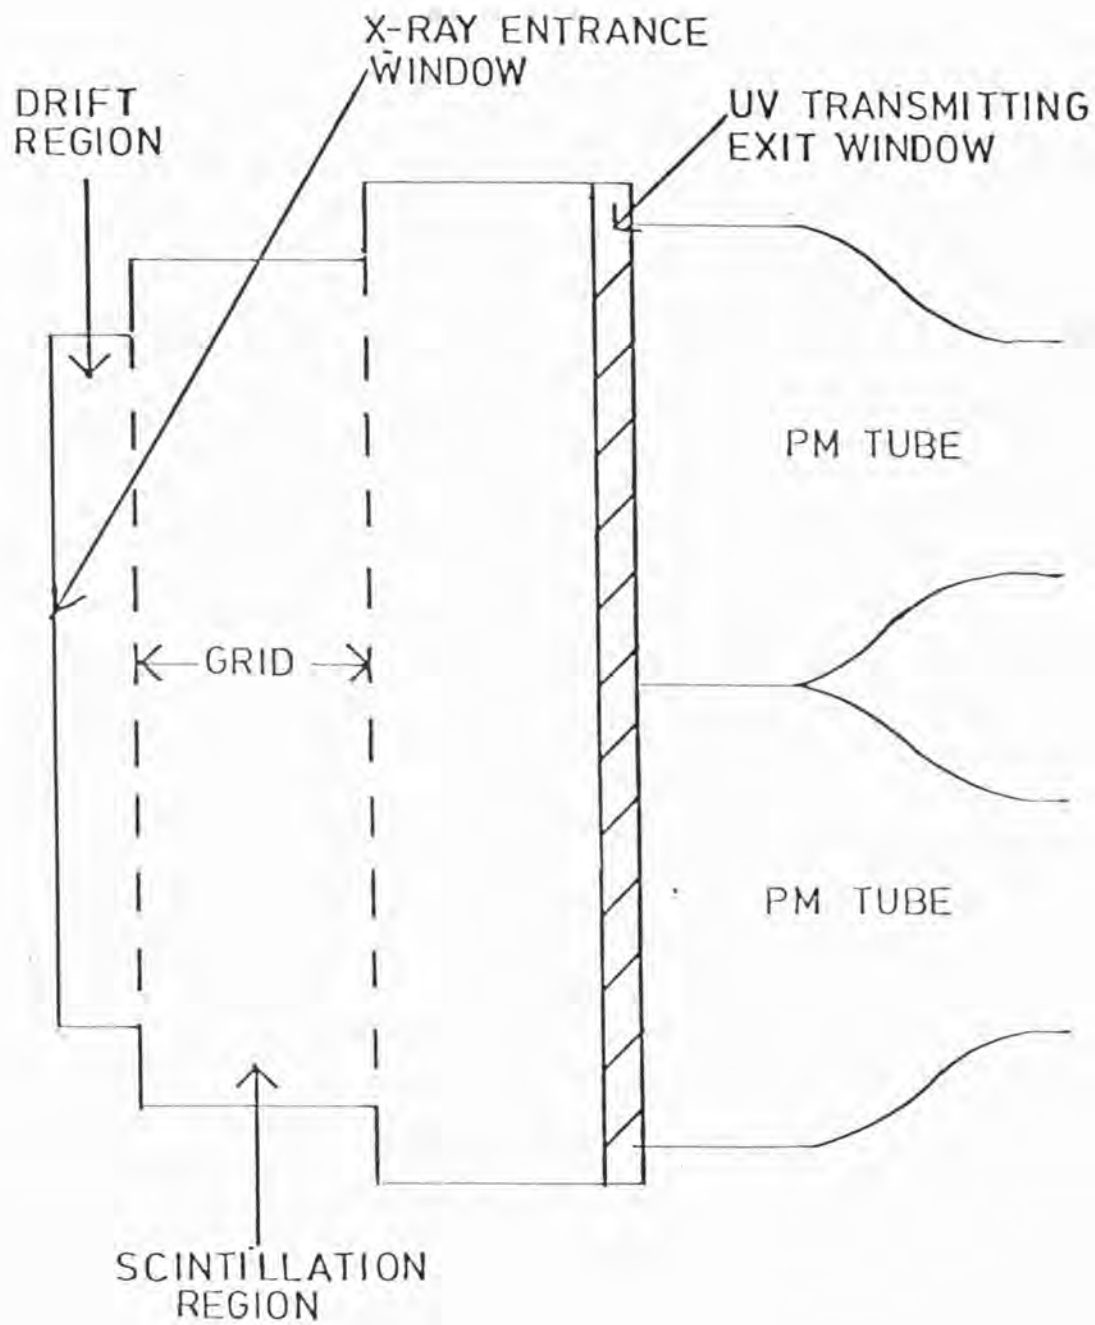 X-RAY ENTRANCE
WINDOW
DRIFT
REGION
UV TRANSMITTING
EXIT WINDOW
PM TUBE
GRID
PM TUBE
SCINTILLATION
REGION